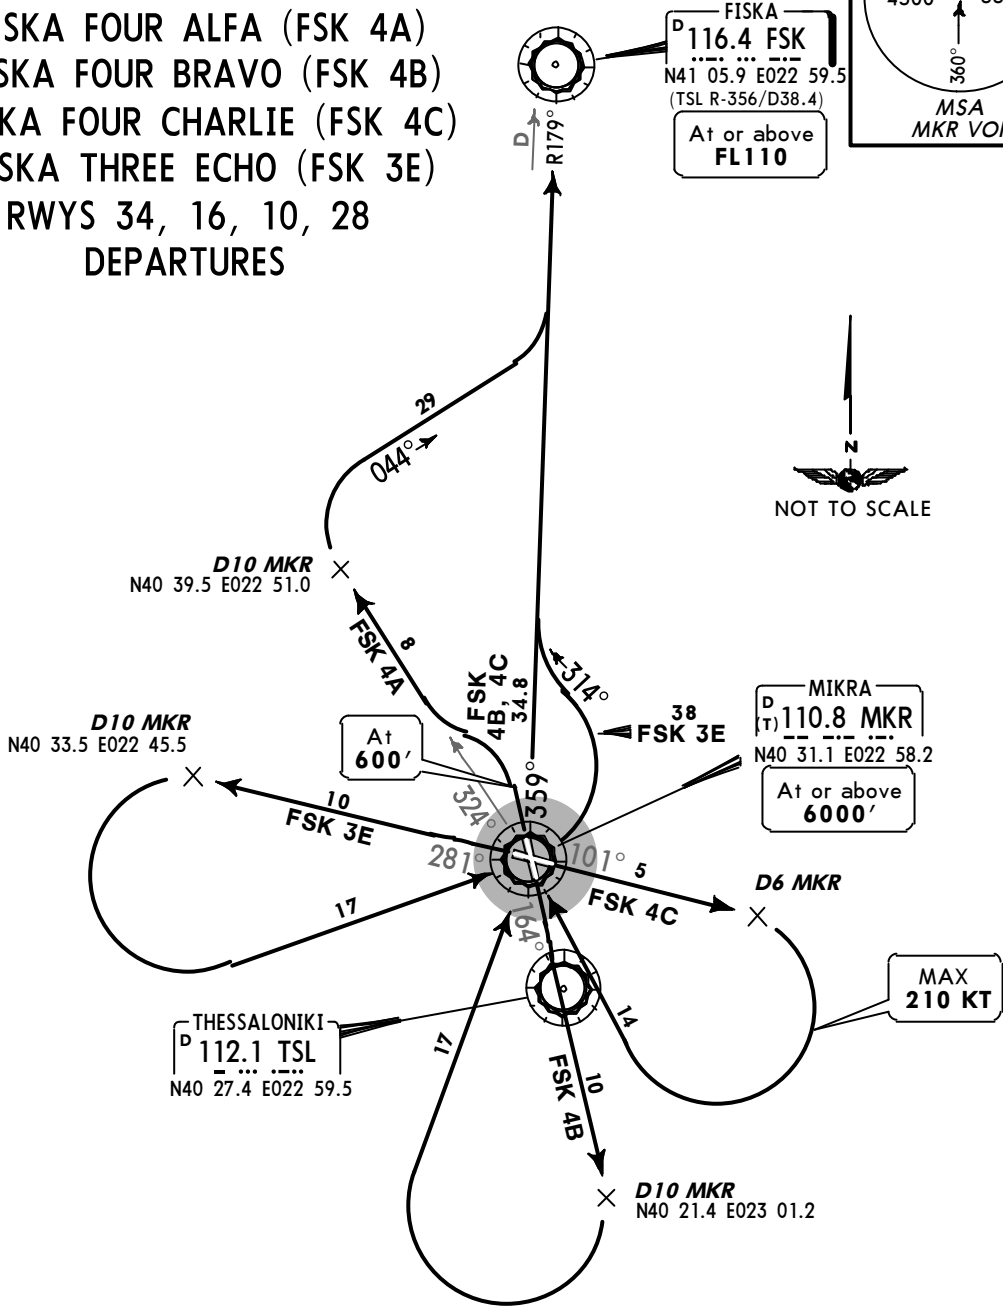 SKA FOUR ALFA (FSK 4A)
SKA FOUR BRAVO (FSK 4B)
KA FOUR CHARLIE (FSK 4C)
SKA THREE ECHO (FSK 3E)
RWYS 34, 16, 10, 28
DEPARTURES
FISKA
D 116.4 FSK
N41 05.9 E022 59.5
(TSL R-356/D38.4)
At or above
FL110
360°
MSA
MKR VOR
D
R179°
29
044°
N
NOT TO SCALE
D10 MKR
N40 39.5 E022 51.0
8
FSK 4A
FSK
4B, 4C
34.8
314°
38
FSK 3E
MIKRA
D
(T) 110.8 MKR
N40 31.1 E022 58.2
At or above
6000'
D10 MKR
N40 33.5 E022 45.5
At
600'
324°
359°
10
FSK 3E
281°
101°
5
FSK 4C
D6 MKR
17
164°
MAX
210 KT
THESSALONIKI
D 112.1 TSL
N40 27.4 E022 59.5
17
14
10
FSK 4B
D10 MKR
N40 21.4 E023 01.2